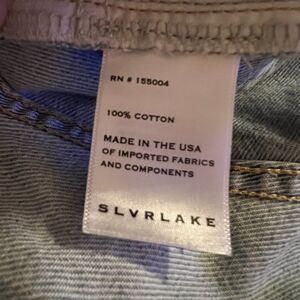 RN # 155004
100% COTTON
MADE IN THE USA
OF IMPORTED FABRICS
AND COMPONENTS
SLVRLAKE